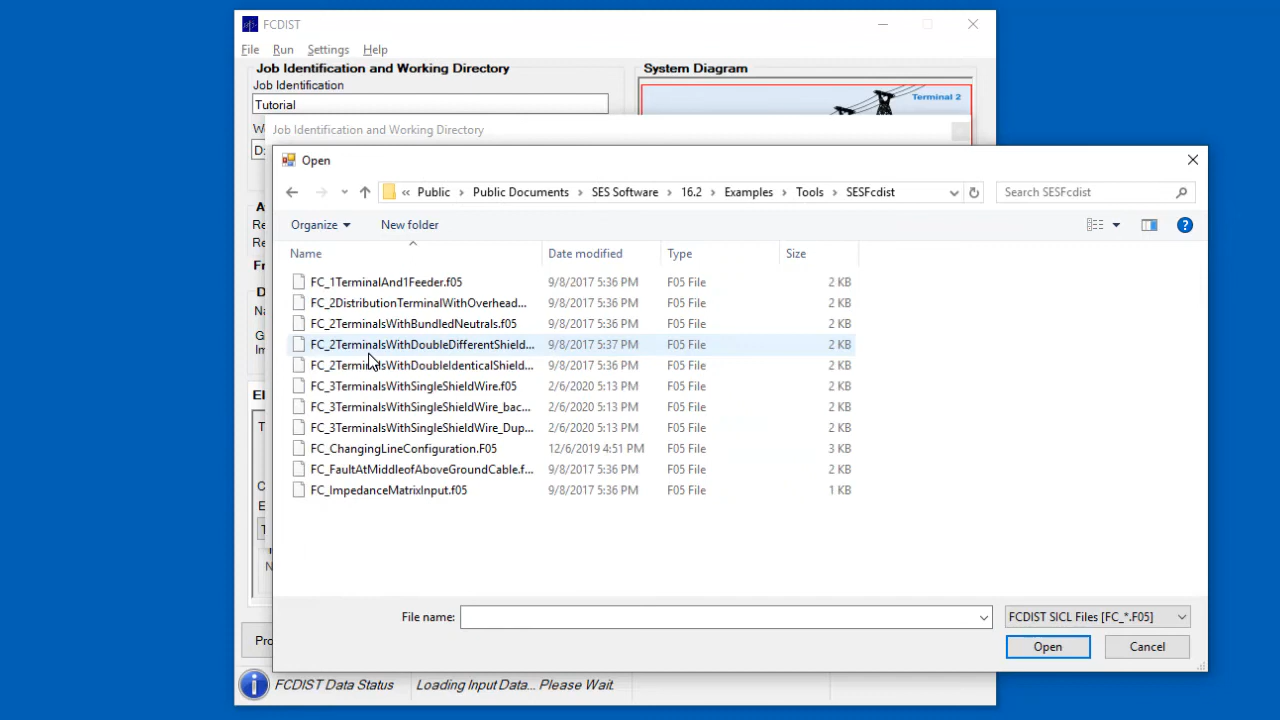 FCDIST
File Run Settings Help
Job Identification and Working Directory
System Diagram
Job Identification
Tutorial
Terminal 2
Job Identification and Working Directory
D:
Open
« Public > Public Documents > SES Software > 16.2 > Examples > Tools > SESFcdist
Search SESFcdist
Organize New folder
Name Date modified Type Size
FC_1TerminalAnd1Feeder.f05 9/8/2017 5:36 PM F05 File 2 KB
FC_2DistributionTerminalWithOverhead... 9/8/2017 5:36 PM F05 File 2 KB
FC_2TerminalsWithBundledNeutrals.f05 9/8/2017 5:36 PM F05 File 2 KB
FC_2TerminalsWithDoubleDifferentShield... 9/8/2017 5:37 PM F05 File 2 KB
FC_2TerminalsWithDoubleIdenticalShield... 9/8/2017 5:36 PM F05 File 2 KB
FC_3TerminalsWithSingleShieldWire.f05 2/6/2020 5:13 PM F05 File 2 KB
FC_3TerminalsWithSingleShieldWire_bac... 2/6/2020 5:13 PM F05 File 2 KB
FC_3TerminalsWithSingleShieldWire_Dup... 2/6/2020 5:13 PM F05 File 2 KB
FC_ChangingLineConfiguration.F05 12/6/2019 4:51 PM F05 File 3 KB
FC_FaultAtMiddleofAboveGroundCable.f... 9/8/2017 5:36 PM F05 File 2 KB
FC_ImpedanceMatrixInput.f05 9/8/2017 5:36 PM F05 File 1 KB
File name: FCDIST SICL Files [FC_*.F05]
Open Cancel
FCDIST Data Status Loading Input Data... Please Wait